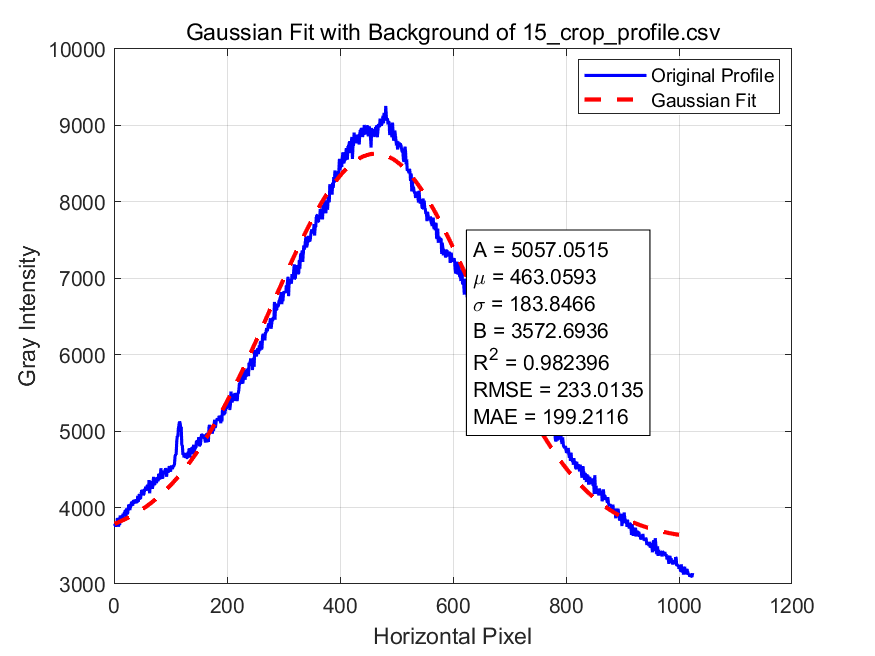 Gaussian Fit with Background of 15_crop_profile.csv
10000
9000
8000
7000
6000
5000
4000
3000
Gray Intensity
Original Profile
Gaussian Fit
A = 5057.0515
μ = 463.0593
σ = 183.8466
B = 3572.6936
R² = 0.982396
RMSE = 233.0135
MAE = 199.2116
0 200 400 600 800 1000 1200
Horizontal Pixel